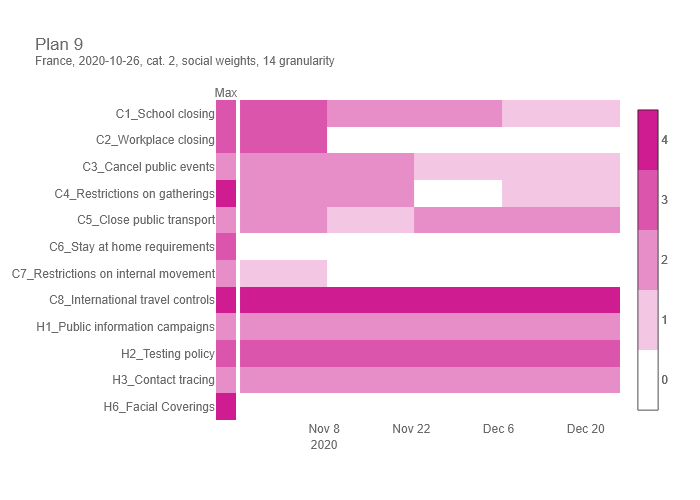 Plan 9
France, 2020-10-26, cat. 2, social weights, 14 granularity
Max
C1_School closing
C2_Workplace closing
C3_Cancel public events
C4_Restrictions on gatherings
C5_Close public transport
C6_Stay at home requirements
C7_Restrictions on internal movement
C8_International travel controls
H1_Public information campaigns
H2_Testing policy
H3_Contact tracing
H6_Facial Coverings
4
3
2
1
0
Nov 8 Nov 22 Dec 6 Dec 20
2020